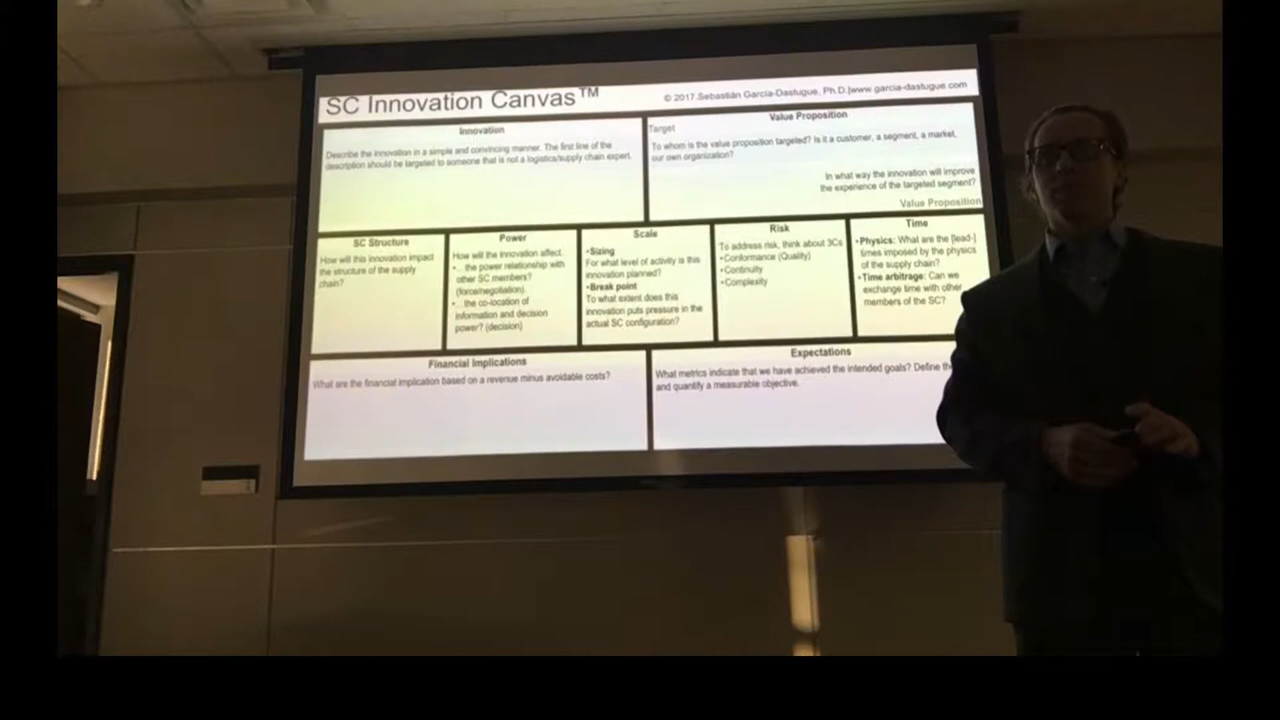 SC Innovation Canvas™
© 2017 Sebastián García-Dastugue, Ph.D.|www.garcia-dastugue.com
Innovation
Describe the innovation in a simple and convincing manner. The first line of the
description should be targeted to someone that is not a logistics/supply chain expert.
Value Proposition
Target
To whom is the value proposition targeted? Is it a customer, a segment, a market,
our own organization?
In what way the innovation will improve
the experience of the targeted segment?
Value Proposition
SC Structure
How will this innovation impact
the structure of the supply
chain?
Power
How will the innovation affect
•... the power relationship with
other SC members?
(force/negotiation).
•... the co-location of
information and decision
power? (decision)
Scale
•Sizing
For what level of activity is this
innovation planned?
•Break point
To what extent does this
innovation puts pressure in the
actual SC configuration?
Risk
To address risk, think about 3Cs
•Conformance (Quality)
•Continuity
•Complexity
Time
•Physics: What are the [lead-]
times imposed by the physics
of the supply chain?
•Time arbitrage: Can we
exchange time with other
members of the SC?
Financial Implications
What are the financial implication based on a revenue minus avoidable costs?
Expectations
What metrics indicate that we have achieved the intended goals? Define
and quantify a measurable objective.